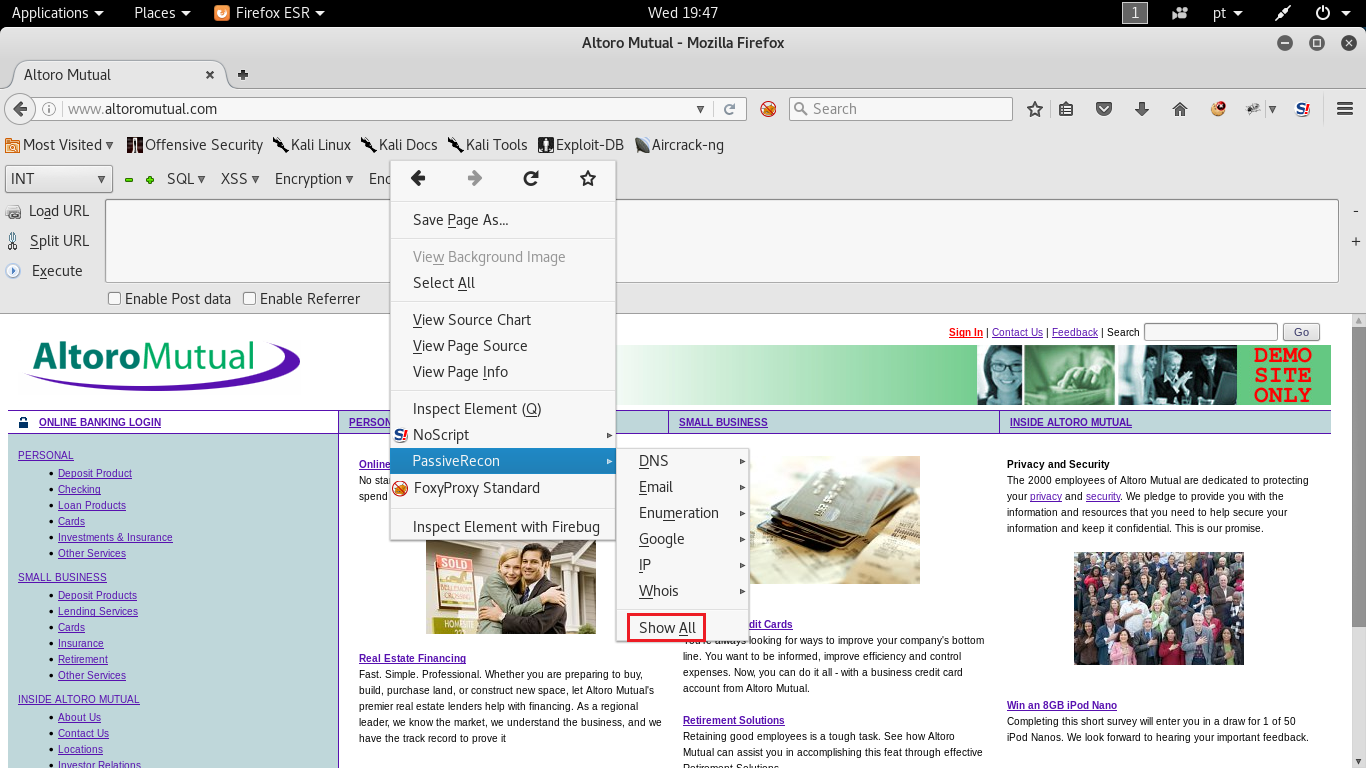 Applications Places Firefox ESR Wed 19:47 1 pt
Altoro Mutual - Mozilla Firefox
Altoro Mutual
www.altoromutual.com Search
Most Visited Offensive Security Kali Linux Kali Docs Kali Tools Exploit-DB Aircrack-ng
INT SQL XSS Encryption Enc
Load URL
Split URL
Execute
Enable Post data Enable Referrer
Save Page As...
View Background Image
Select All
View Source Chart
View Page Source
View Page Info
Inspect Element (Q)
NoScript
PassiveRecon
FoxyProxy Standard
Inspect Element with Firebug
DNS
Email
Enumeration
Google
IP
Whois
Show All
AltoroMutual
Sign In | Contact Us | Feedback | Search Go
DEMO
SITE
ONLY
ONLINE BANKING LOGIN
PERSON
SMALL BUSINESS
INSIDE ALTORO MUTUAL
PERSONAL
Deposit Product
Checking
Loan Products
Cards
Investments & Insurance
Other Services
SMALL BUSINESS
Deposit Products
Lending Services
Cards
Insurance
Retirement
Other Services
INSIDE ALTORO MUTUAL
About Us
Contact Us
Locations
Investor Relations
Online
No sta
spend
SOLD
Real Estate Financing
Fast. Simple. Professional. Whether you are preparing to buy,
build, purchase land, or construct new space, let Altoro Mutual's
premier real estate lenders help with financing. As a regional
leader, we know the market, we understand the business, and we
have the track record to prove it
dit Cards
You're always looking for ways to improve your company's bottom
line. You want to be informed, improve efficiency and control
expenses. Now, you can do it all - with a business credit card
account from Altoro Mutual.
Retirement Solutions
Retaining good employees is a tough task. See how Altoro
Mutual can assist you in accomplishing this feat through effective
Retirement Solutions
Privacy and Security
The 2000 employees of Altoro Mutual are dedicated to protecting
your privacy and security. We pledge to provide you with the
information and resources that you need to help secure your
information and keep it confidential. This is our promise.
Win an 8GB iPod Nano
Completing this short survey will enter you in a draw for 1 of 50
iPod Nanos. We look forward to hearing your important feedback.